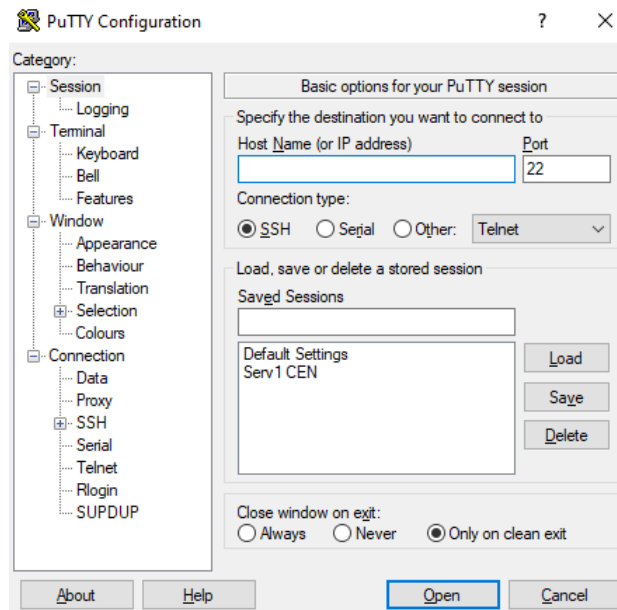 PuTTY Configuration
?
Category:
Session
Logging
Terminal
Keyboard
Bell
Features
Window
Appearance
Behaviour
Translation
Selection
Colours
Connection
Data
Proxy
SSH
Serial
Telnet
Rlogin
SUPDUP
Basic options for your PuTTY session
Specify the destination you want to connect to
Host Name (or IP address) Port
22
Connection type:
SSH Serial Other: Telnet
Load, save or delete a stored session
Saved Sessions
Default Settings
Serv1 CEN
Load
Save
Delete
Close window on exit:
Always Never Only on clean exit
About Help Open Cancel